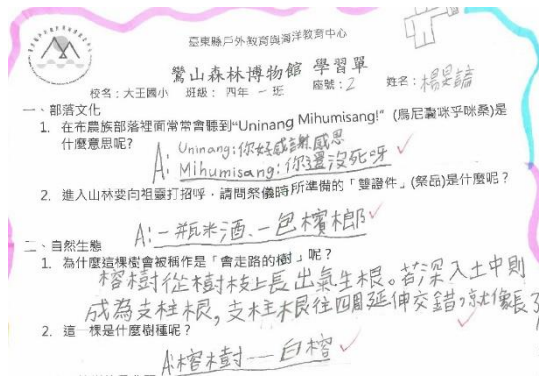 臺東縣戶外教育與海洋教育中心
鸞山森林博物館 學習單
校名：大王國小 班級： 四年 一 班 座號：2 姓名：楊晏諳
一、部落文化
1. 在布農族部落裡面常常會聽到“Uninang Mihumisang!” (烏尼囊咪乎咪桑)是
什麼意思呢？
A: Uninang:你好感謝,感恩
Mihumisang:你還沒死呀
2. 進入山林要向祖靈打招呼，請問祭儀時所準備的「雙證件」(祭品)是什麼呢？
A:一瓶米酒、一包檳榔
二、自然生態
1. 為什麼這棵樹會被稱作是「會走路的樹」呢？
榕樹從樹枝上長出氣生根。若深入土中則
成為支柱根，支柱根往四周延伸交錯，就像長了
2. 這一棵是什麼樹種呢？
A:榕樹——白榕